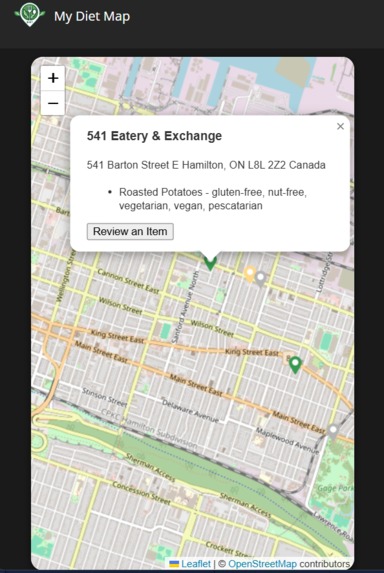 My Diet Map
+
−
×
541 Eatery & Exchange
541 Barton Street E Hamilton, ON L8L 2Z2 Canada
• Roasted Potatoes - gluten-free, nut-free,
vegetarian, vegan, pescatarian
Review an Item
Wellington Street
Cannon Street East
Sanford Avenue North
Wilson Street
Wilson Street
King Street East
King Street East
Main Street East
Main Street East
Main Street East
Stinson Street
Delaware Avenue
Maplewood Avenue
CPKC Hamilton Subdivision
Sherman Access
Sherman Access
Concession Street
Gage Park
Lawrence Road
Crockett Street
Leaflet | © OpenStreetMap contributors